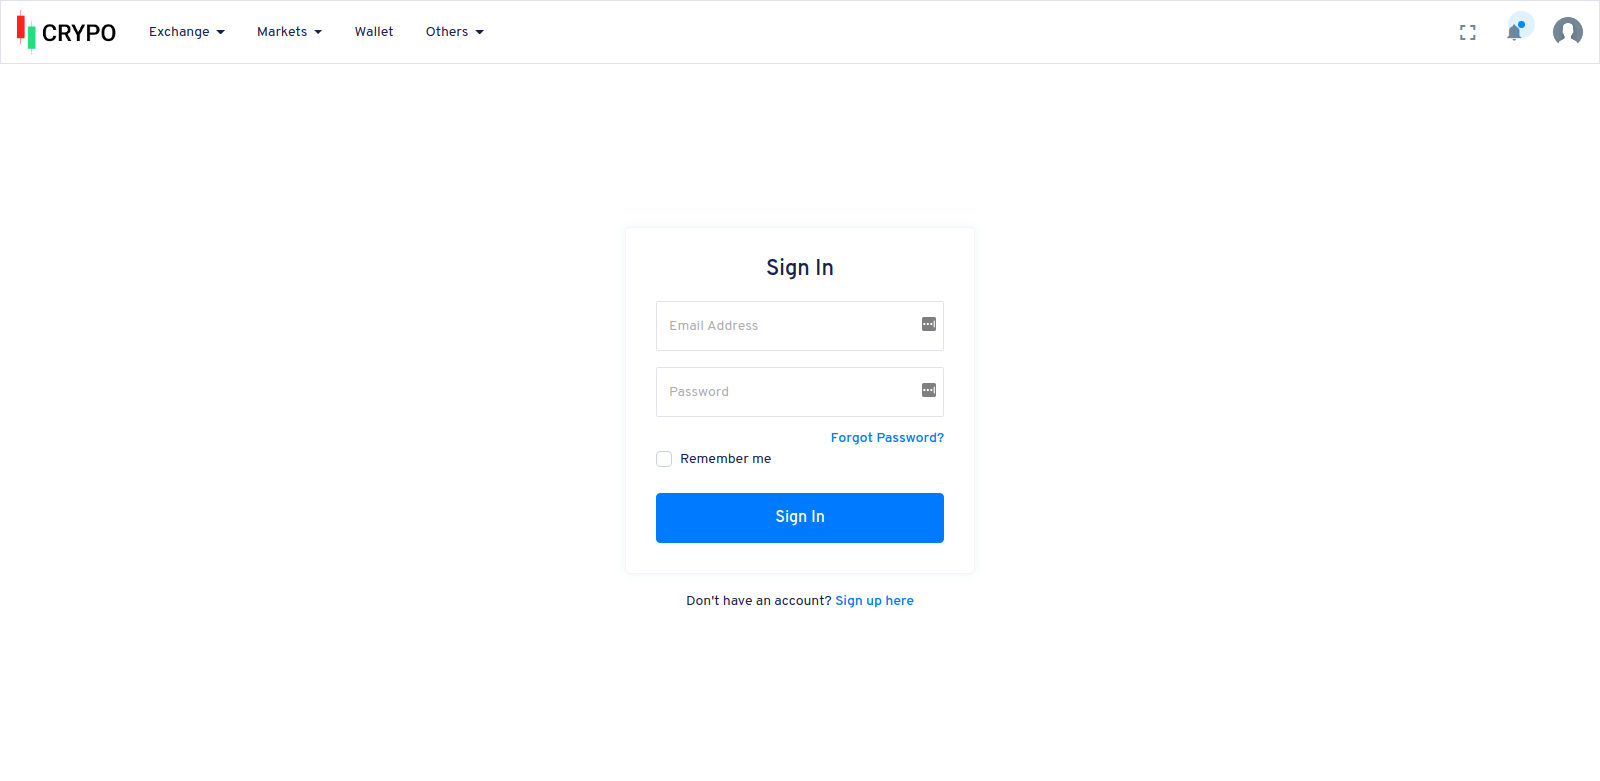 CRYPO Exchange Markets Wallet Others
Sign In
Email Address
Password
Forgot Password?
Remember me
Sign In
Don't have an account? Sign up here